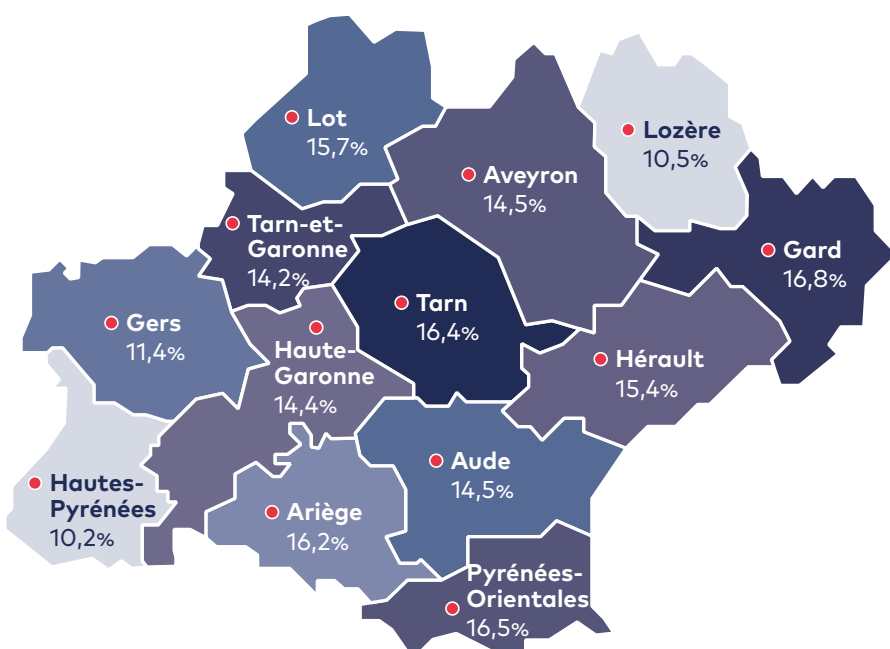 Lot
15,7%
Lozère
10,5%
Aveyron
14,5%
Tarn-et-
Garonne
14,2%
Gard
16,8%
Tarn
16,4%
Gers
11,4%
Haute-
Garonne
14,4%
Hérault
15,4%
Aude
14,5%
Hautes-
Pyrénées
10,2%
Ariège
16,2%
Pyrénées-
Orientales
16,5%